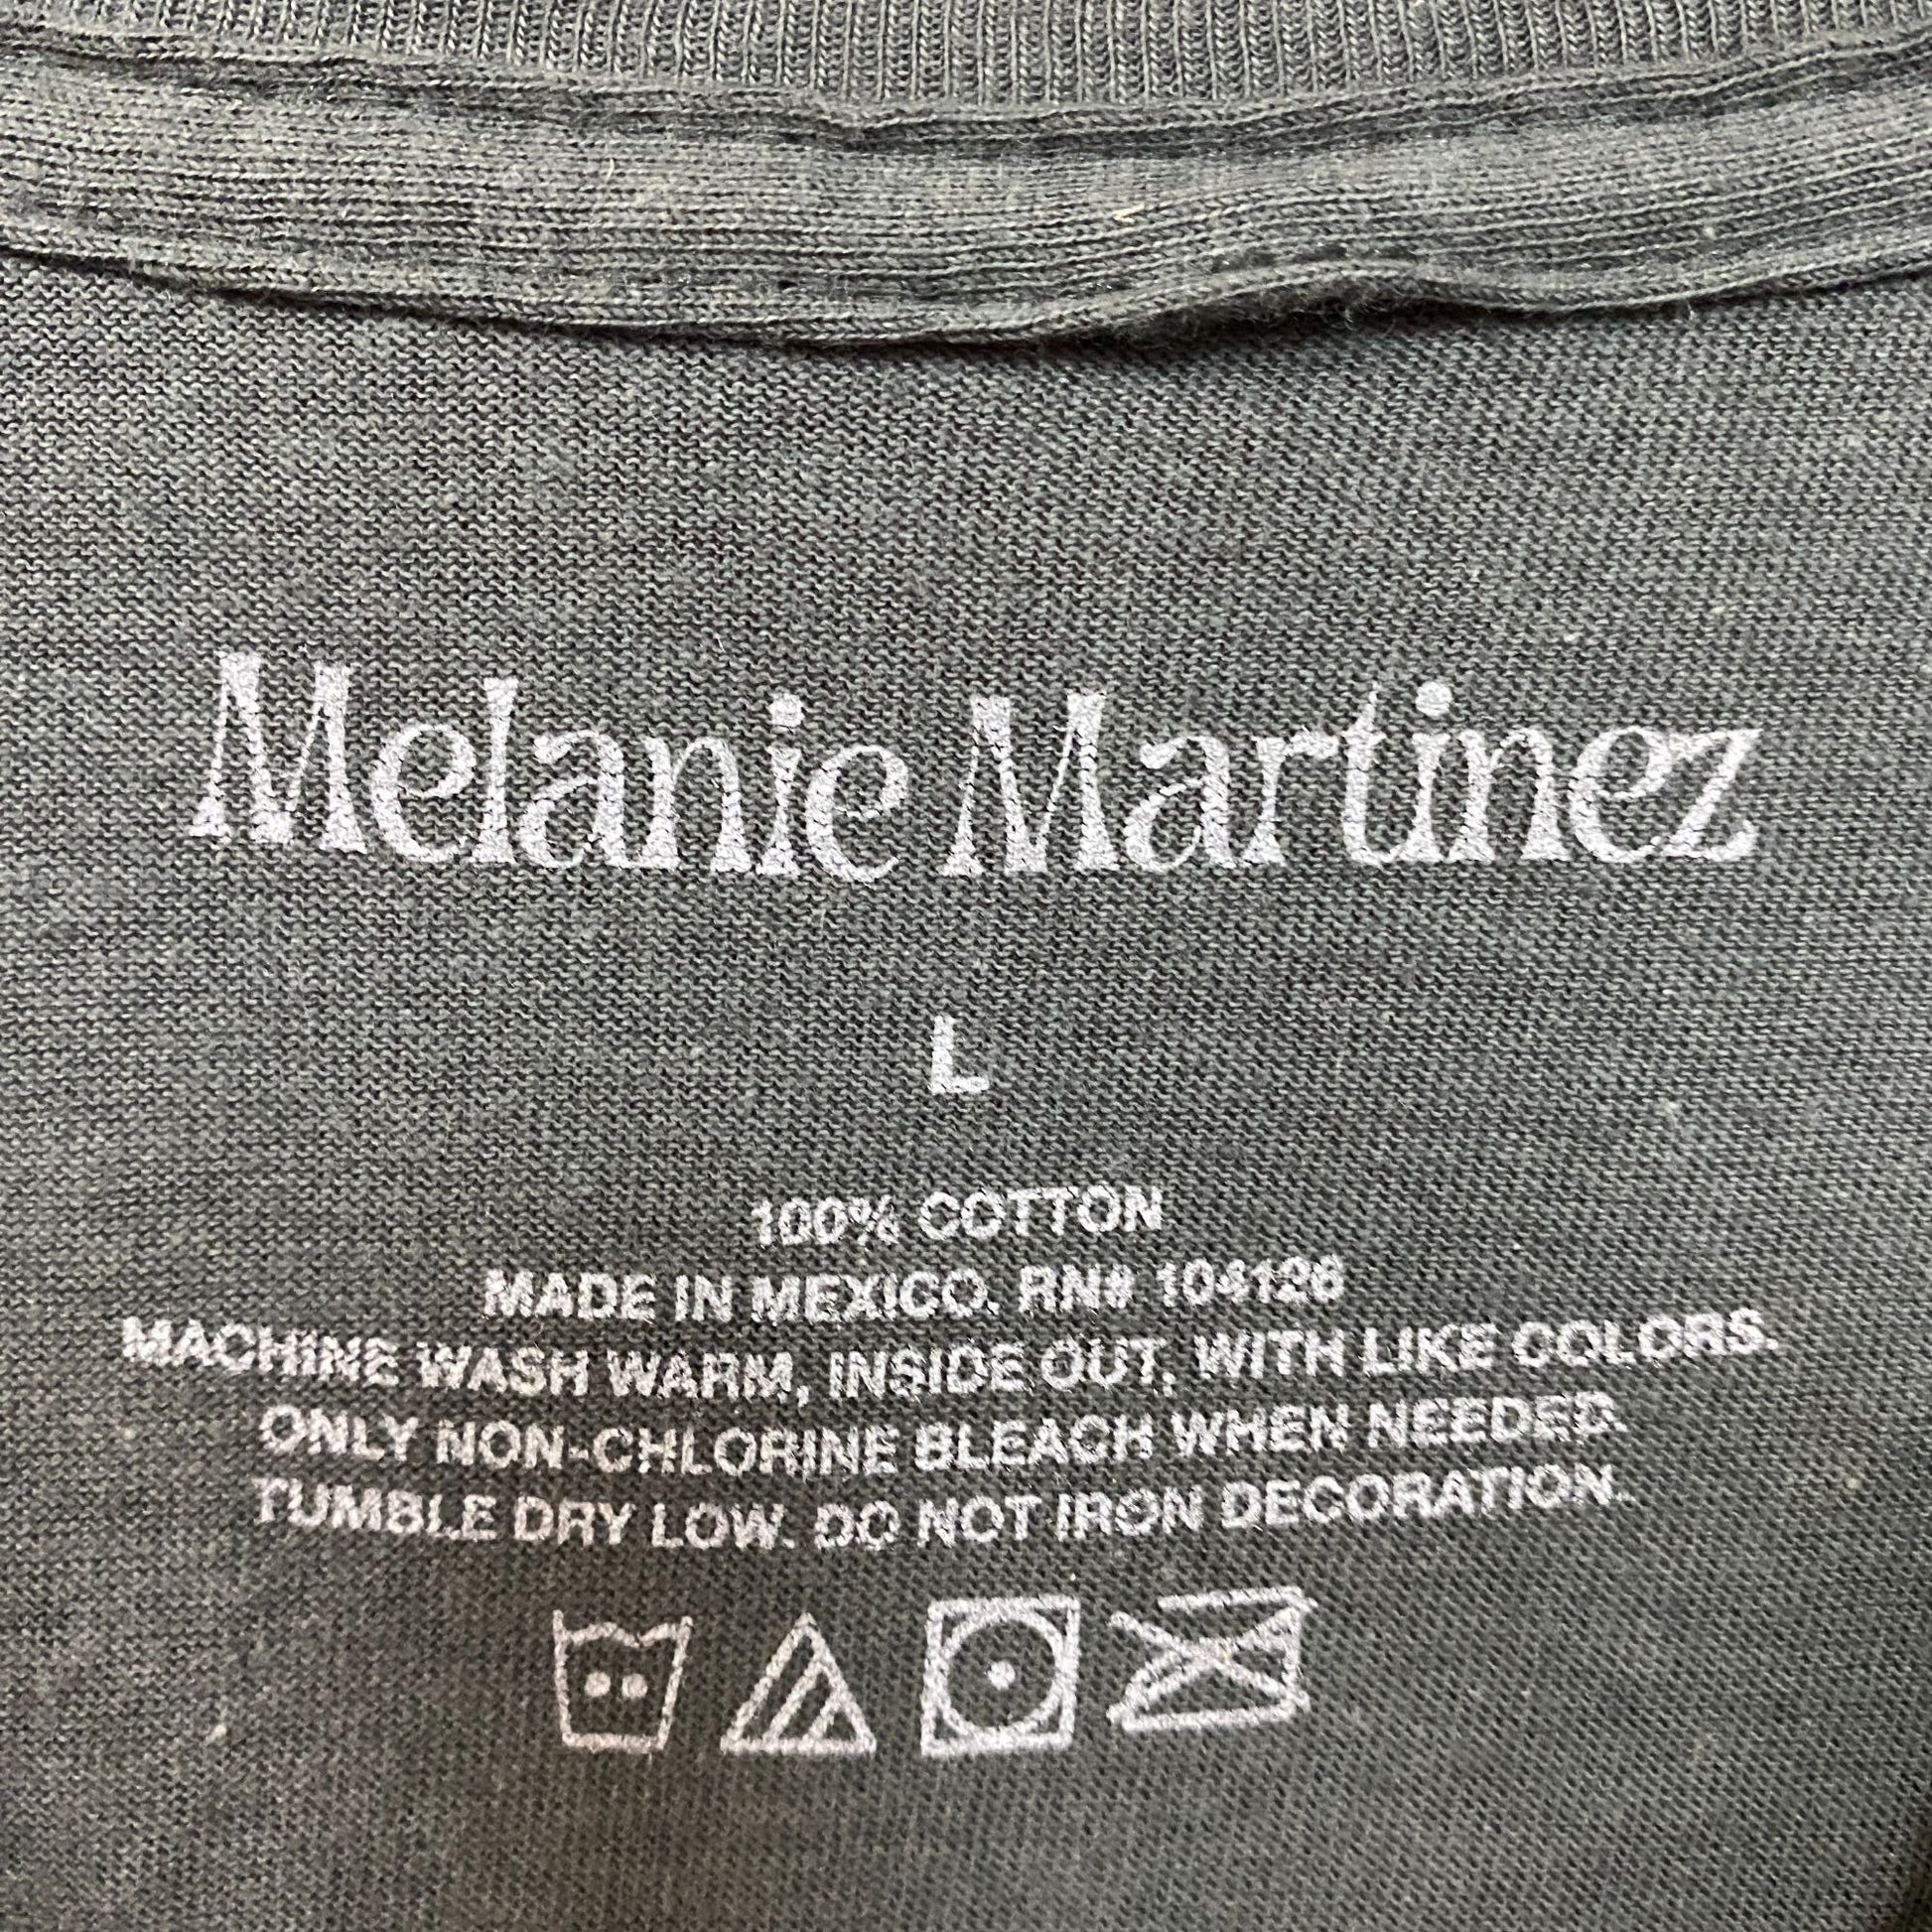 Melanie Martinez
L
100% COTTON
MADE IN MEXICO. RN# 104126
MACHINE WASH WARM, INSIDE OUT, WITH LIKE COLORS.
ONLY NON-CHLORINE BLEACH WHEN NEEDED.
TUMBLE DRY LOW. DO NOT IRON DECORATION.